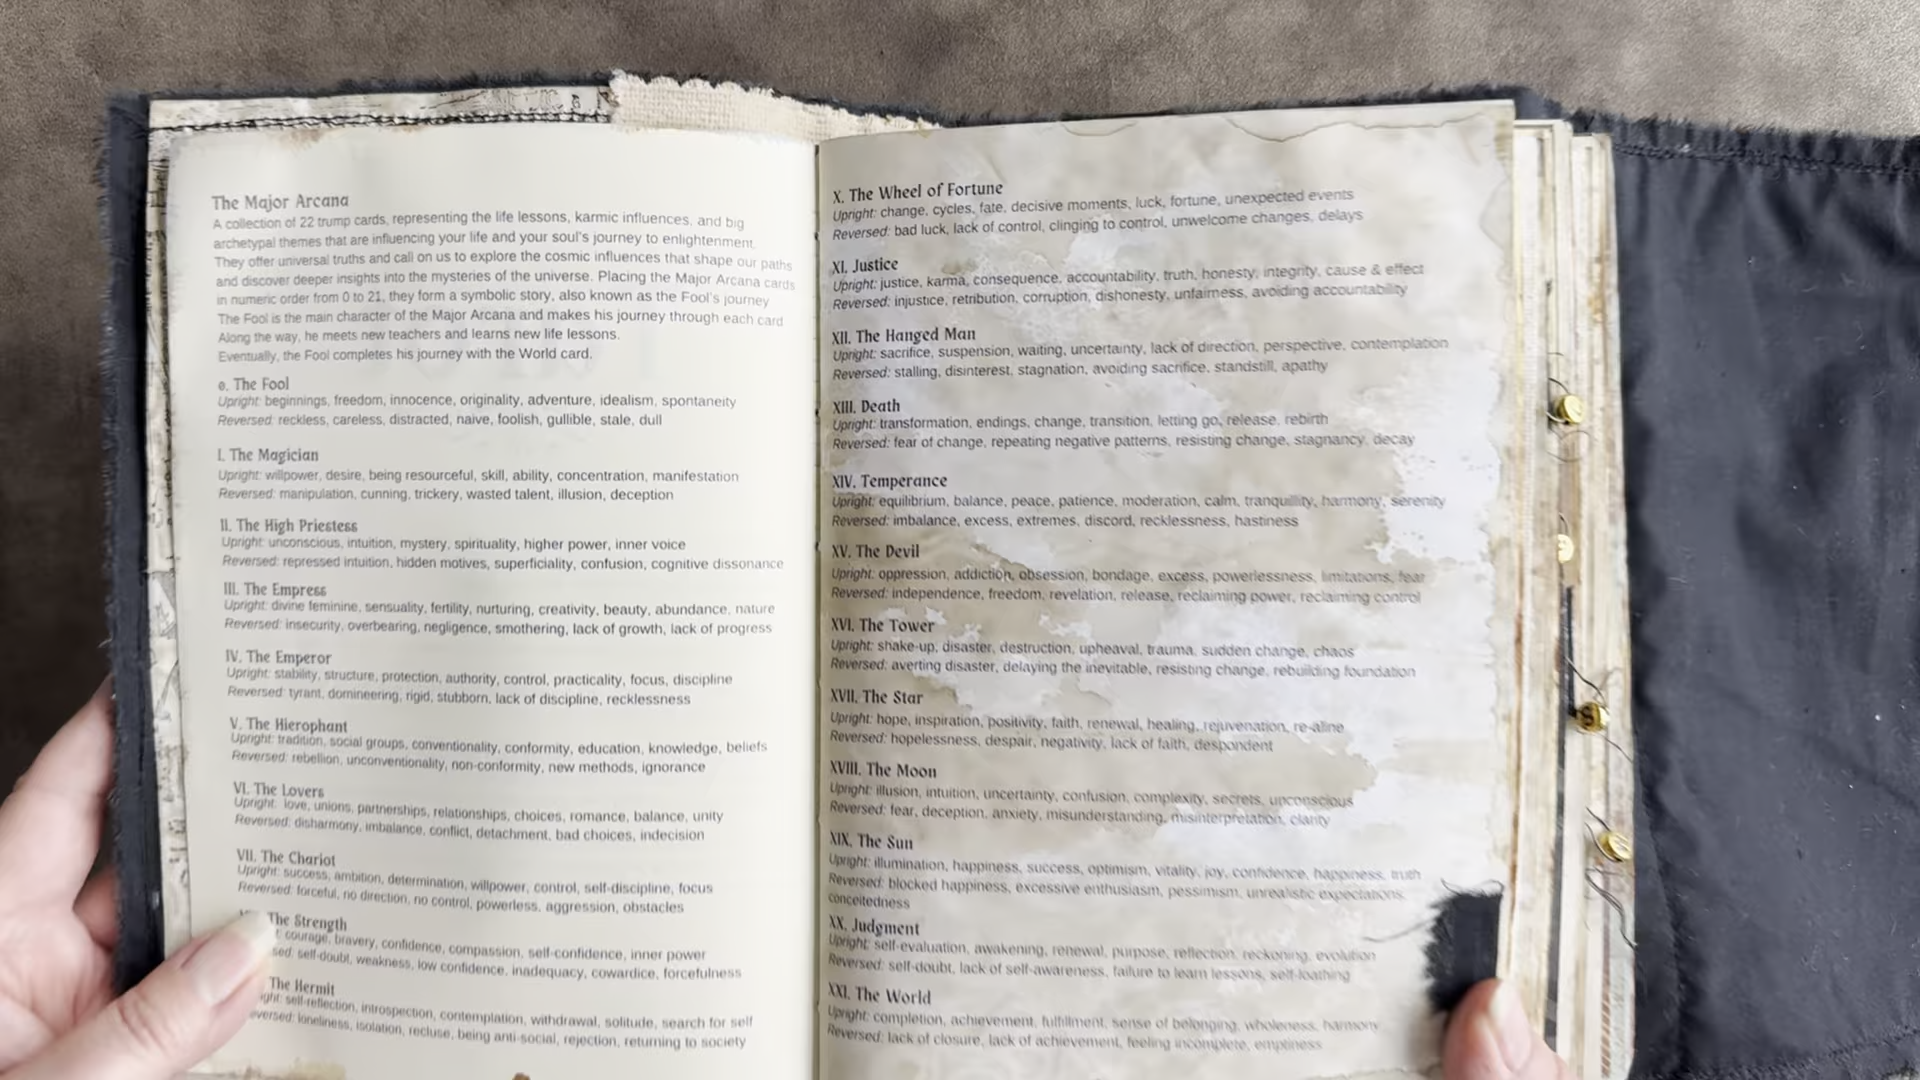 The Major Arcana
A collection of 22 trump cards, representing the life lessons, karmic influences, and big
archetypal themes that are influencing your life and your soul's journey to enlightenment.
They offer universal truths and call on us to explore the cosmic influences that shape our paths
and discover deeper insights into the mysteries of the universe. Placing the Major Arcana cards
in numeric order from 0 to 21, they form a symbolic story, also known as the Fool's journey
The Fool is the main character of the Major Arcana and makes his journey through each card
Along the way, he meets new teachers and learns new life lessons.
Eventually, the Fool completes his journey with the World card.
0. The Fool
Upright: beginnings, freedom, innocence, originality, adventure, idealism, spontaneity
Reversed: reckless, careless, distracted, naive, foolish, gullible, stale, dull
I. The Magician
Upright: willpower, desire, being resourceful, skill, ability, concentration, manifestation
Reversed: manipulation, cunning, trickery, wasted talent, illusion, deception
II. The High Priestess
Upright: unconscious, intuition, mystery, spirituality, higher power, inner voice
Reversed: repressed intuition, hidden motives, superficiality, confusion, cognitive dissonance
III. The Empress
Upright: divine feminine, sensuality, fertility, nurturing, creativity, beauty, abundance, nature
Reversed: insecurity, overbearing, negligence, smothering, lack of growth, lack of progress
IV. The Emperor
Upright: stability, structure, protection, authority, control, practicality, focus, discipline
Reversed: tyrant, domineering, rigid, stubborn, lack of discipline, recklessness
V. The Hierophant
Upright: tradition, social groups, conventionality, conformity, education, knowledge, beliefs
Reversed: rebellion, unconventionality, non-conformity, new methods, ignorance
VI. The Lovers
Upright: love, unions, partnerships, relationships, choices, romance, balance, unity
Reversed: disharmony, imbalance, conflict, detachment, bad choices, indecision
VII. The Chariot
Upright: success, ambition, determination, willpower, control, self-discipline, focus
Reversed: forceful, no direction, no control, powerless, aggression, obstacles
The Strength
courage, bravery, confidence, compassion, self-confidence, inner power
self-doubt, weakness, low confidence, inadequacy, cowardice, forcefulness
The Hermit
self-reflection, introspection, contemplation, withdrawal, solitude, search for self
eversed: loneliness, isolation, recluse, being anti-social, rejection, returning to society
X. The Wheel of Fortune
Upright: change, cycles, fate, decisive moments, luck, fortune, unexpected events
Reversed: bad luck, lack of control, clinging to control, unwelcome changes, delays
XI. Justice
Upright: justice, karma, consequence, accountability, truth, honesty, integrity, cause & effect
Reversed: injustice, retribution, corruption, dishonesty, unfairness, avoiding accountability
XII. The Hanged Man
Upright: sacrifice, suspension, waiting, uncertainty, lack of direction, perspective, contemplation
Reversed: stalling, disinterest, stagnation, avoiding sacrifice, standstill, apathy
XIII. Death
Upright: transformation, endings, change, transition, letting go, release, rebirth
Reversed: fear of change, repeating negative patterns, resisting change, stagnancy, decay
XIV. Temperance
Upright: equilibrium, balance, peace, patience, moderation, calm, tranquillity, harmony, serenity
Reversed: imbalance, excess, extremes, discord, recklessness, hastiness
XV. The Devil
Upright: oppression, addiction, obsession, bondage, excess, powerlessness, limitations, fear
Reversed: independence, freedom, revelation, release, reclaiming power, reclaiming control
XVI. The Tower
Upright: shake-up, disaster, destruction, upheaval, trauma, sudden change, chaos
Reversed: averting disaster, delaying the inevitable, resisting change, rebuilding foundation
XVII. The Star
Upright: hope, inspiration, positivity, faith, renewal, healing, rejuvenation, re-aline
Reversed: hopelessness, despair, negativity, lack of faith, despondent
XVIII. The Moon
Upright: illusion, intuition, uncertainty, confusion, complexity, secrets, unconscious
Reversed: fear, deception, anxiety, misunderstanding, misinterpretation, clarity
XIX. The Sun
Upright: illumination, happiness, success, optimism, vitality, joy, confidence, happiness, truth
Reversed: blocked happiness, excessive enthusiasm, pessimism, unrealistic expectations,
conceitedness
XX. Judgment
Upright: self-evaluation, awakening, renewal, purpose, reflection, reckoning, evolution
Reversed: self-doubt, lack of self-awareness, failure to learn lessons, self-loathing
XXI. The World
Upright: completion, achievement, fulfillment, sense of belonging, wholeness, harmony
Reversed: lack of closure, lack of achievement, feeling incomplete, emptiness